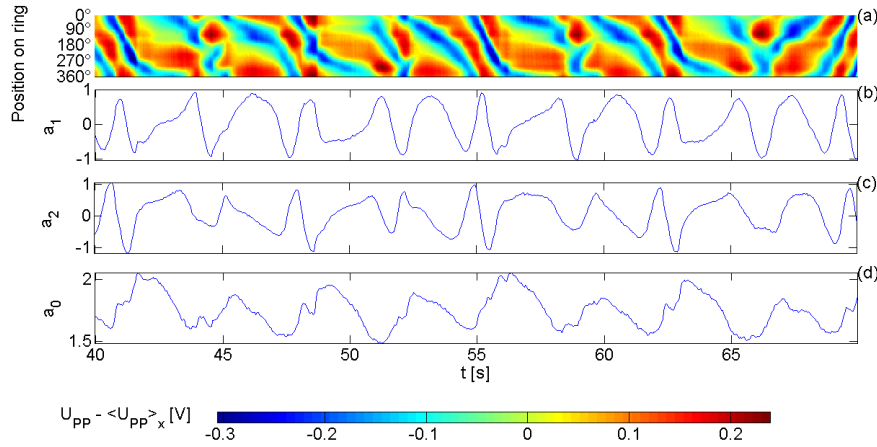 Position on ring
0°
90°
180°
270°
360°
(a)
1
0
-1
a1
(b)
1
0
-1
a2
(c)
2
1.5
a0
(d)
40 45 50 55 60 65
t [s]
UPP - <UPP>x [V]
-0.3 -0.2 -0.1 0 0.1 0.2